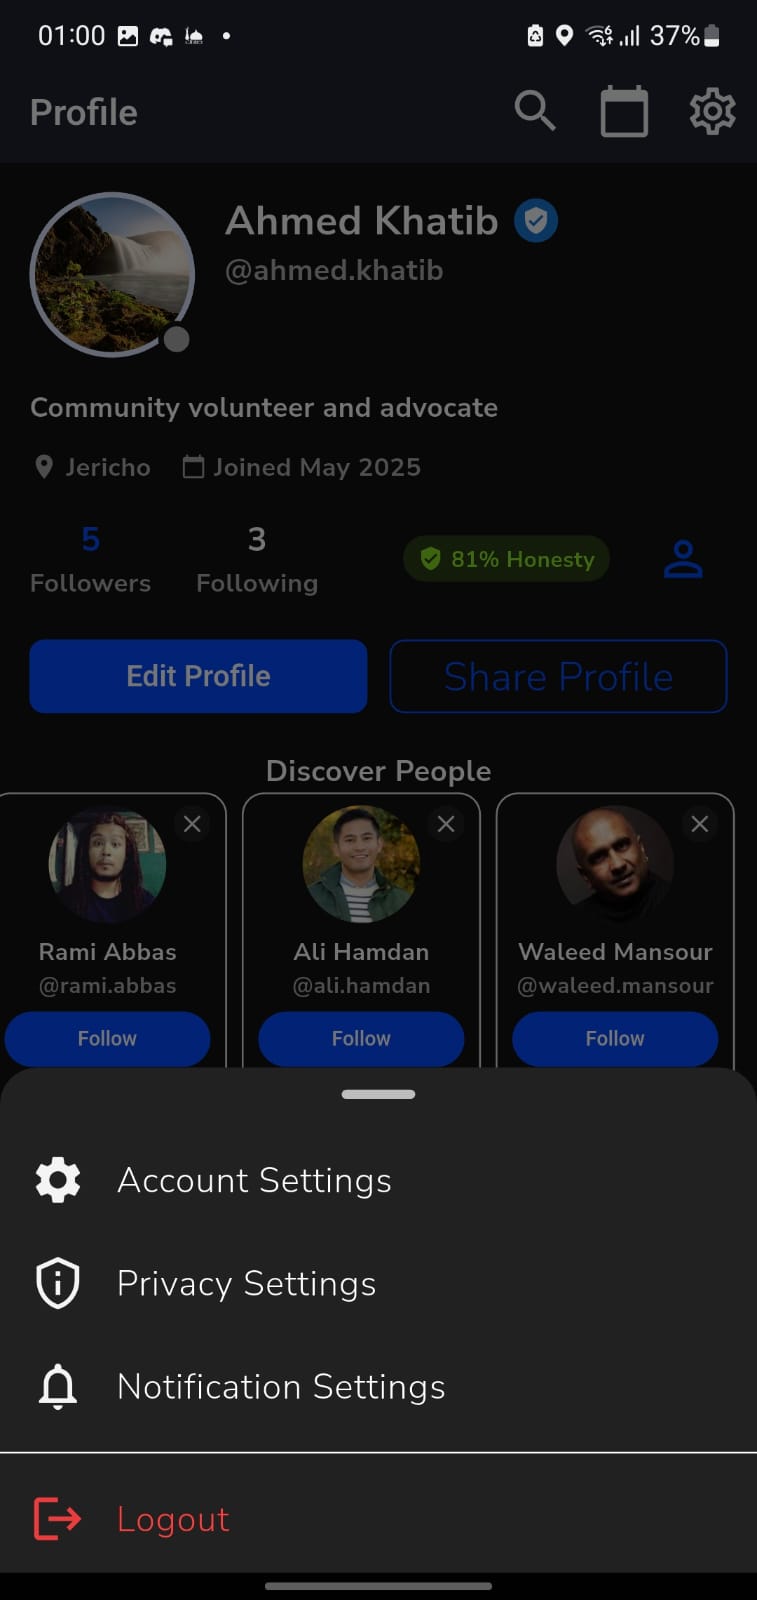 01:00
37%
Profile
Ahmed Khatib
@ahmed.khatib
Community volunteer and advocate
Jericho Joined May 2025
5 3
Followers Following
81% Honesty
Edit Profile Share Profile
Discover People
Rami Abbas Ali Hamdan Waleed Mansour
@rami.abbas @ali.hamdan @waleed.mansour
Follow Follow Follow
Account Settings
Privacy Settings
Notification Settings
Logout